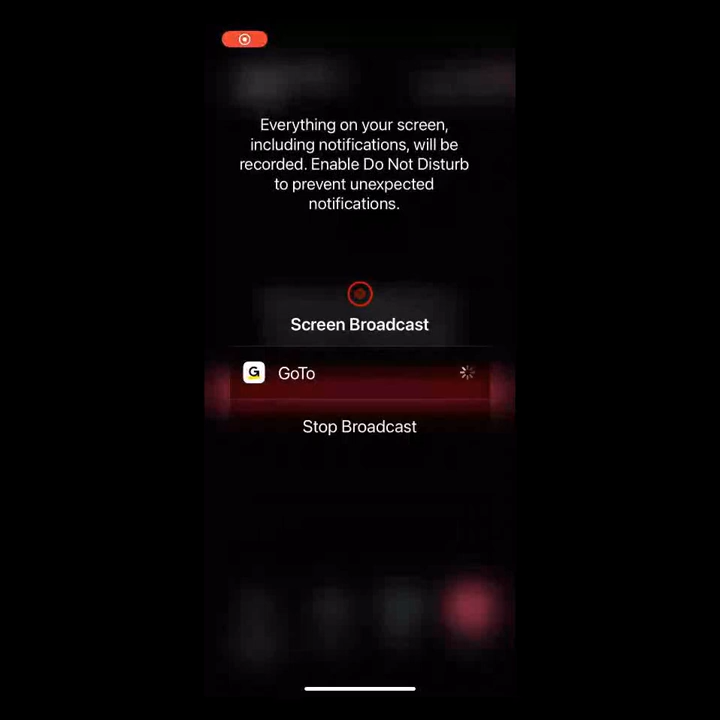 Everything on your screen,
including notifications, will be
recorded. Enable Do Not Disturb
to prevent unexpected
notifications.
Screen Broadcast
G GoTo
Stop Broadcast